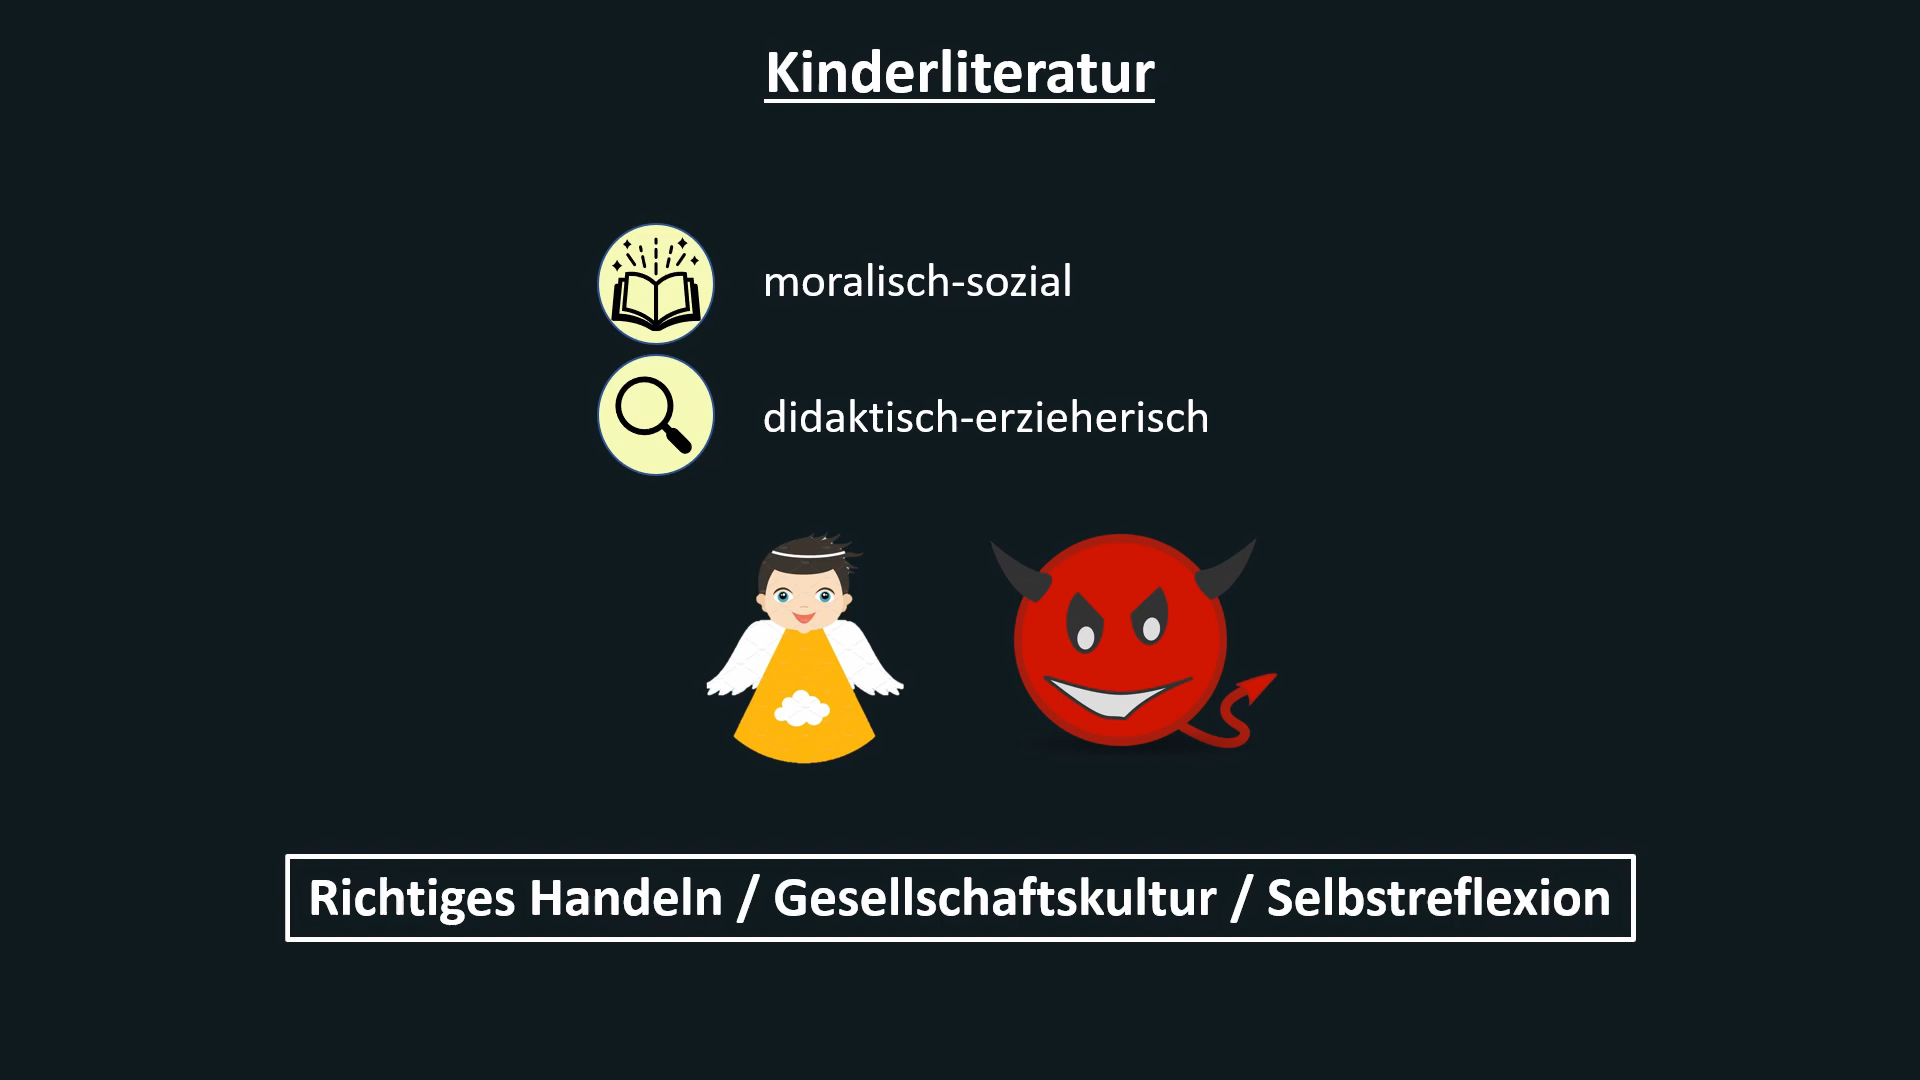 Kinderliteratur
moralisch-sozial
didaktisch-erzieherisch
Richtiges Handeln / Gesellschaftskultur / Selbstreflexion